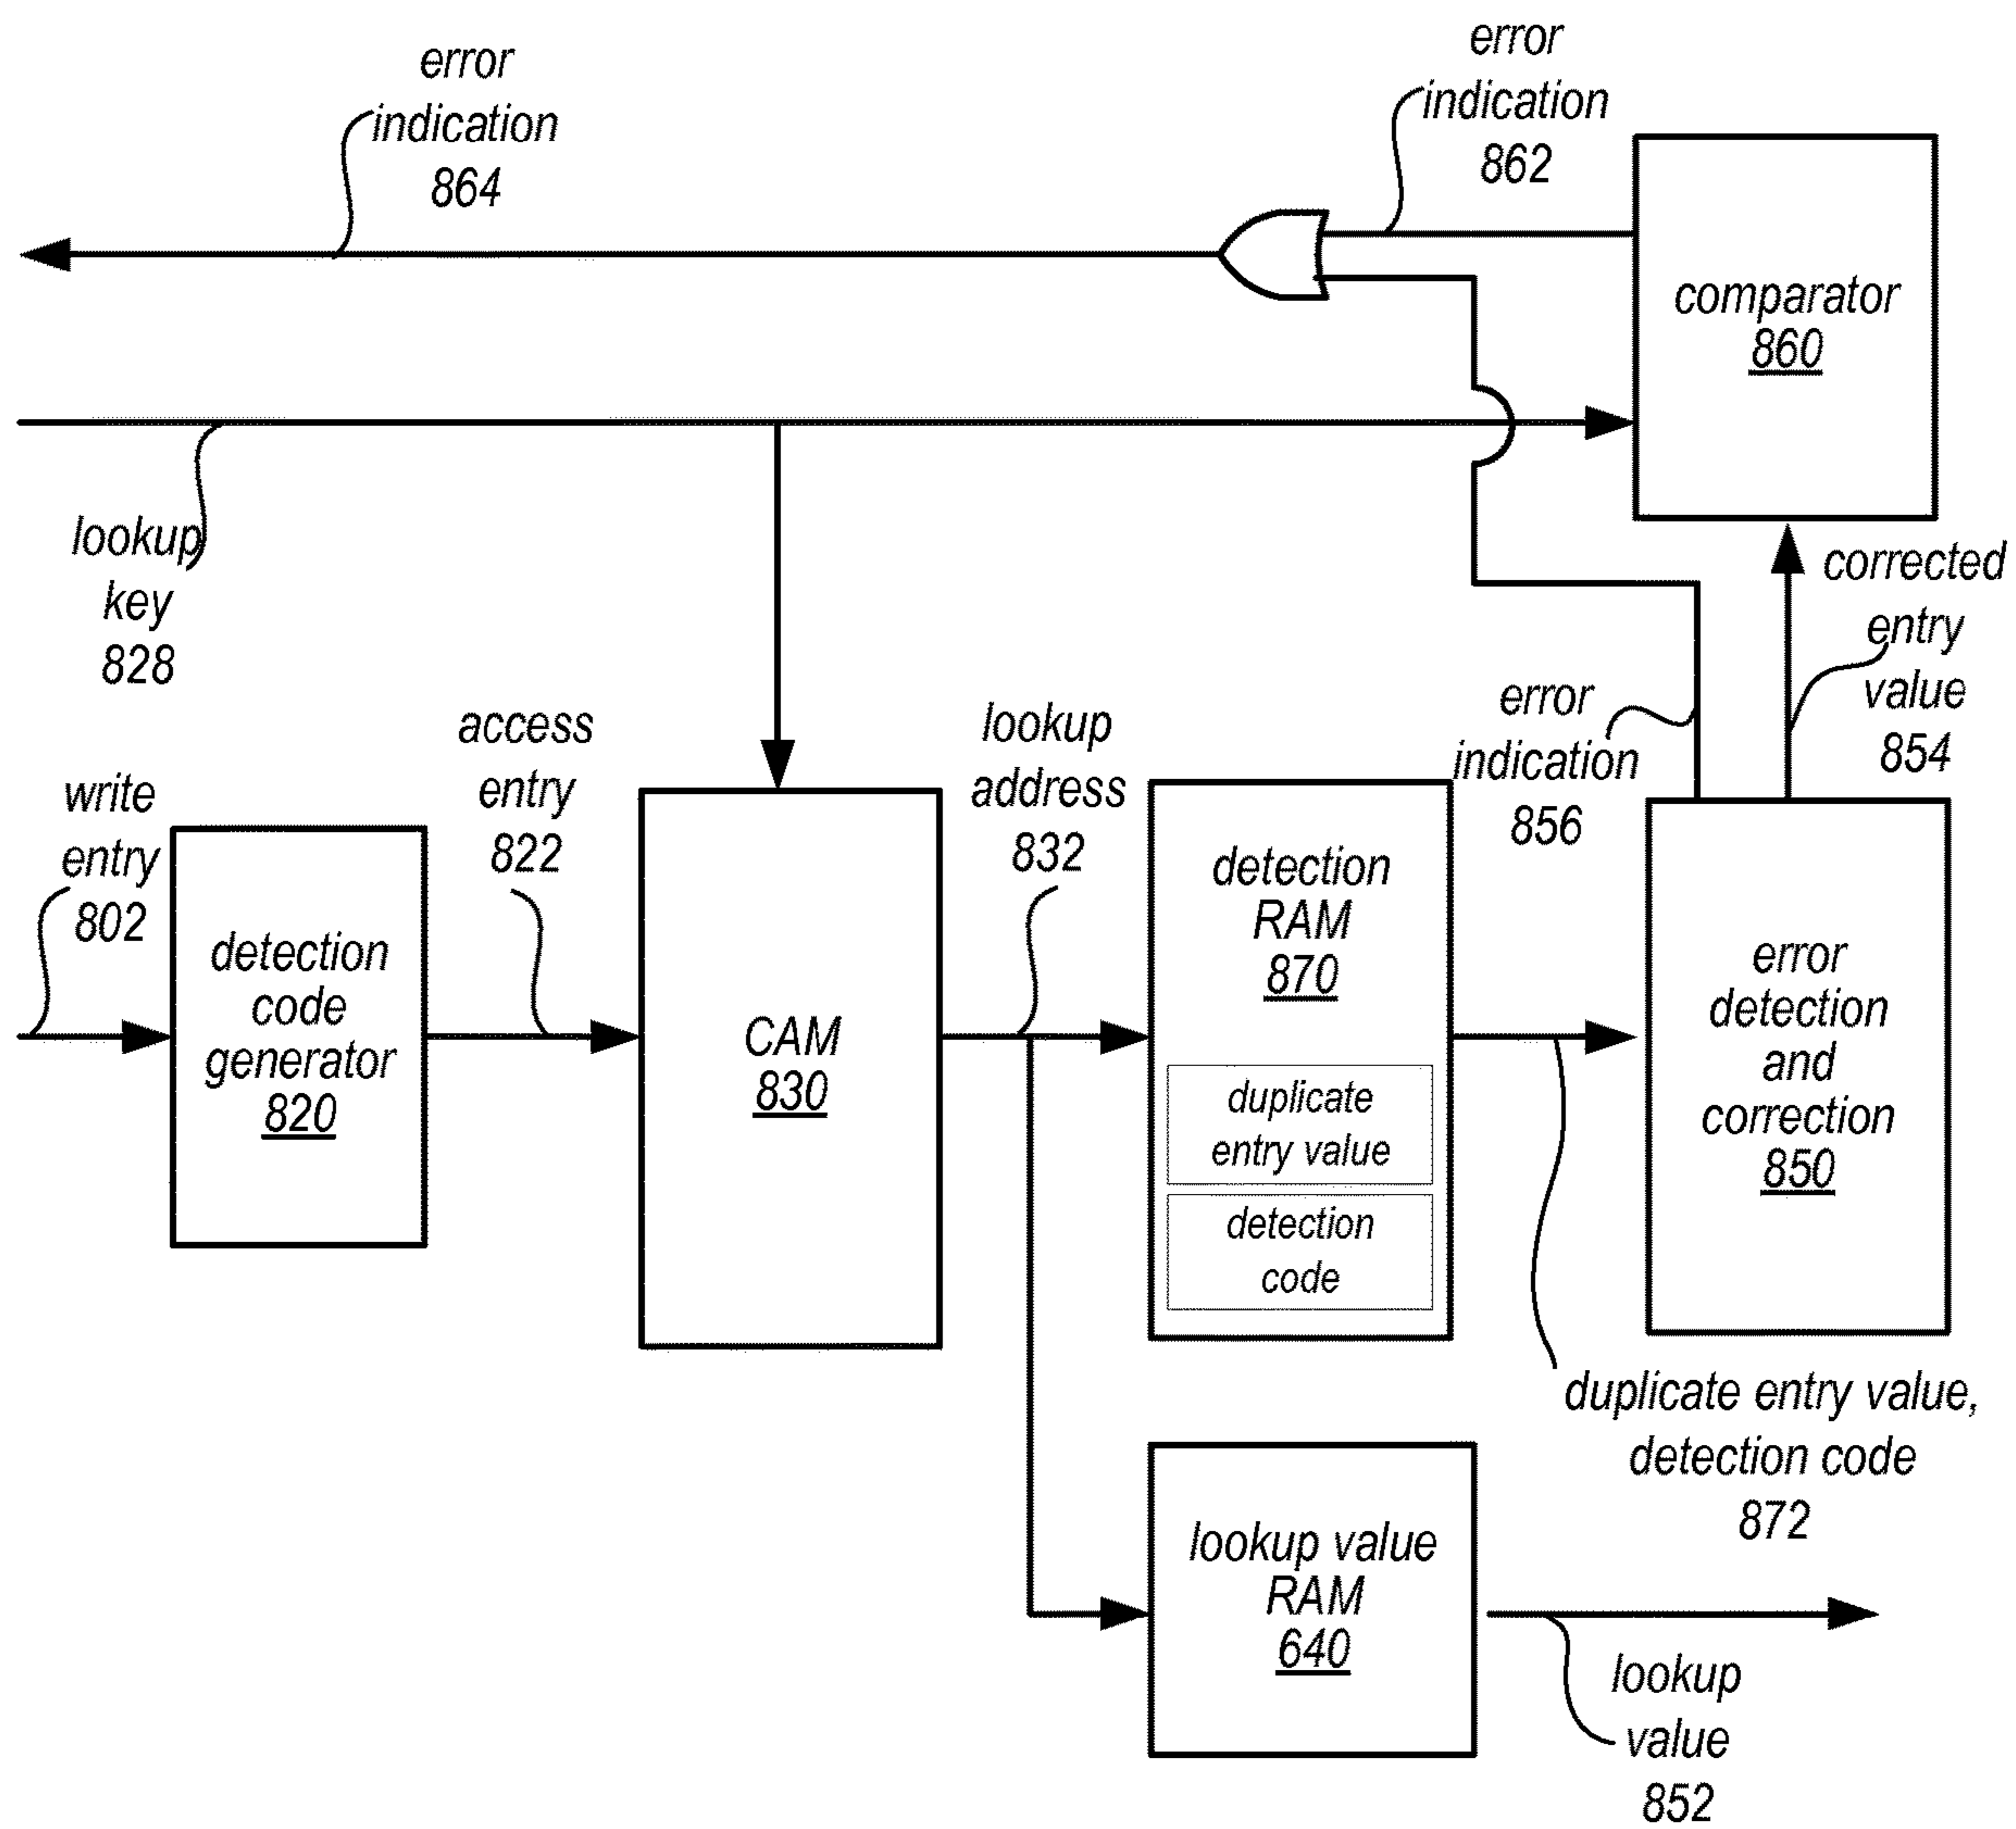 error
indication
864
error
indication
862
comparator
860
lookup
key
828
corrected
entry
value
854
error
indication
856
write
entry
802
access
entry
822
lookup
address
832
detection
code
generator
820
CAM
830
detection
RAM
870
duplicate
entry value
detection
code
error
detection
and
correction
850
duplicate entry value,
detection code
872
lookup value
RAM
640
lookup
value
852